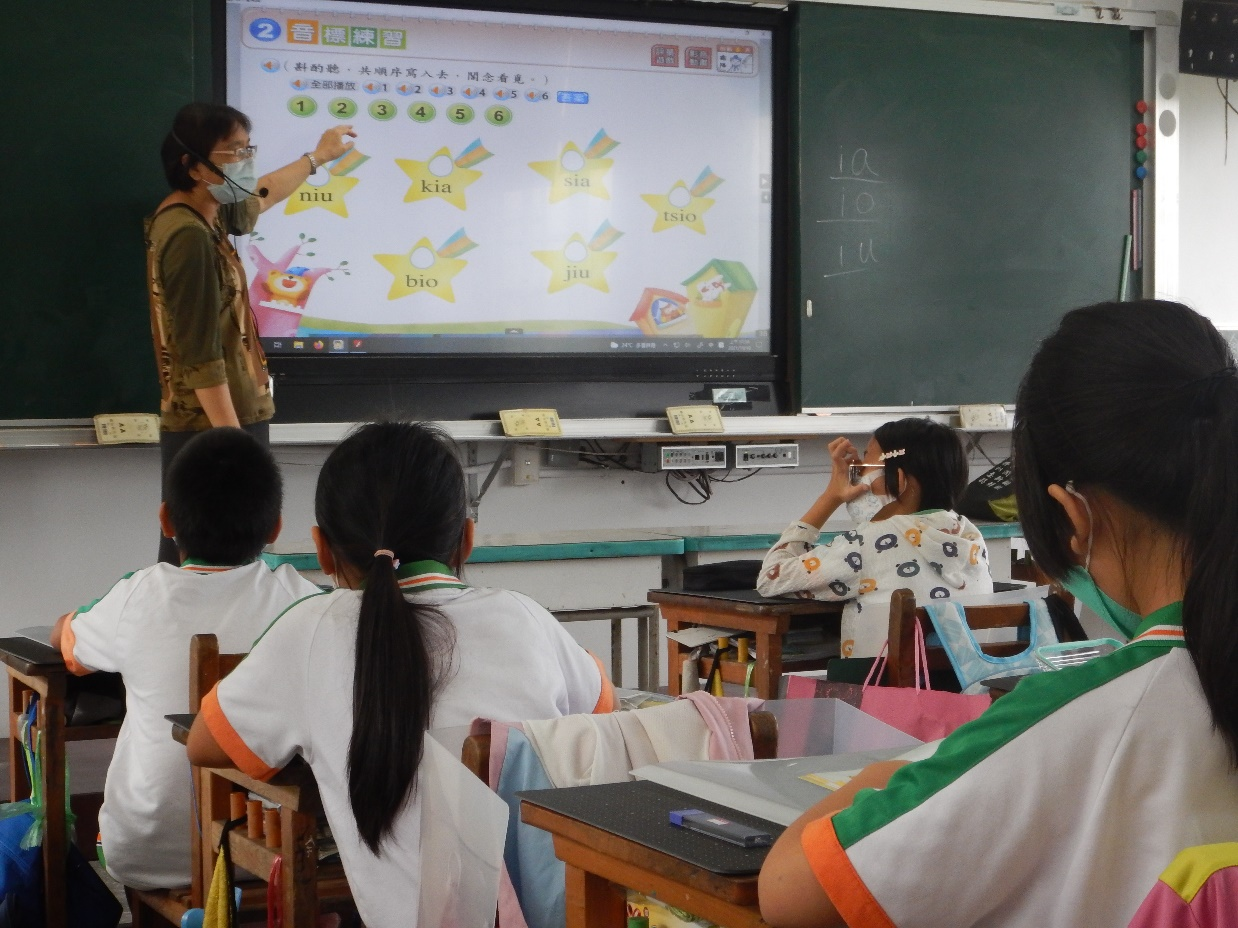 2 音標練習
(斟酌聽,共順序寫入去,閣念看覓。)
全部播放 1 2 3 4 5 6
1 2 3 4 5 6
niu kia sia tsio
bio jiu
ia
io
iu